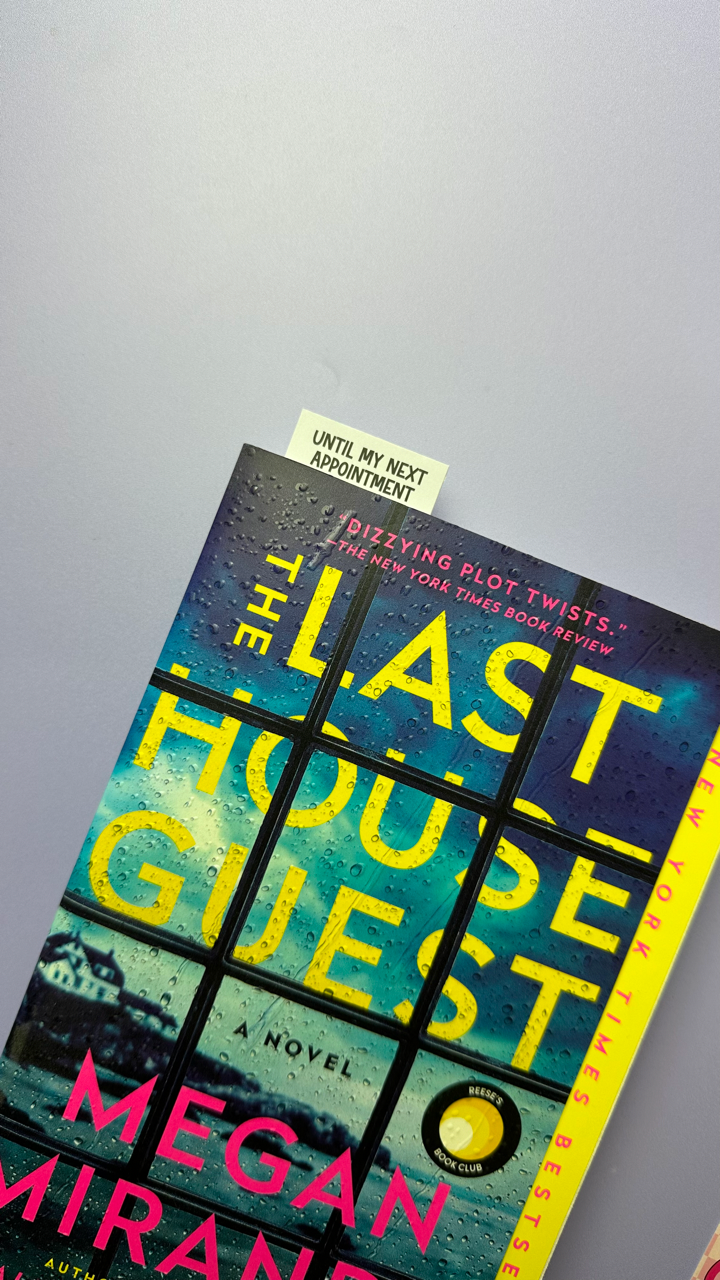 UNTIL MY NEXT
APPOINTMENT
"DIZZYING PLOT TWISTS."
—THE NEW YORK TIMES BOOK REVIEW
THE
LAST
HOUSE
GUEST
A NOVEL
REESE'S
BOOK CLUB
MEGAN
MIRAN
AUTHO
NEW YORK TIMES BESTSE